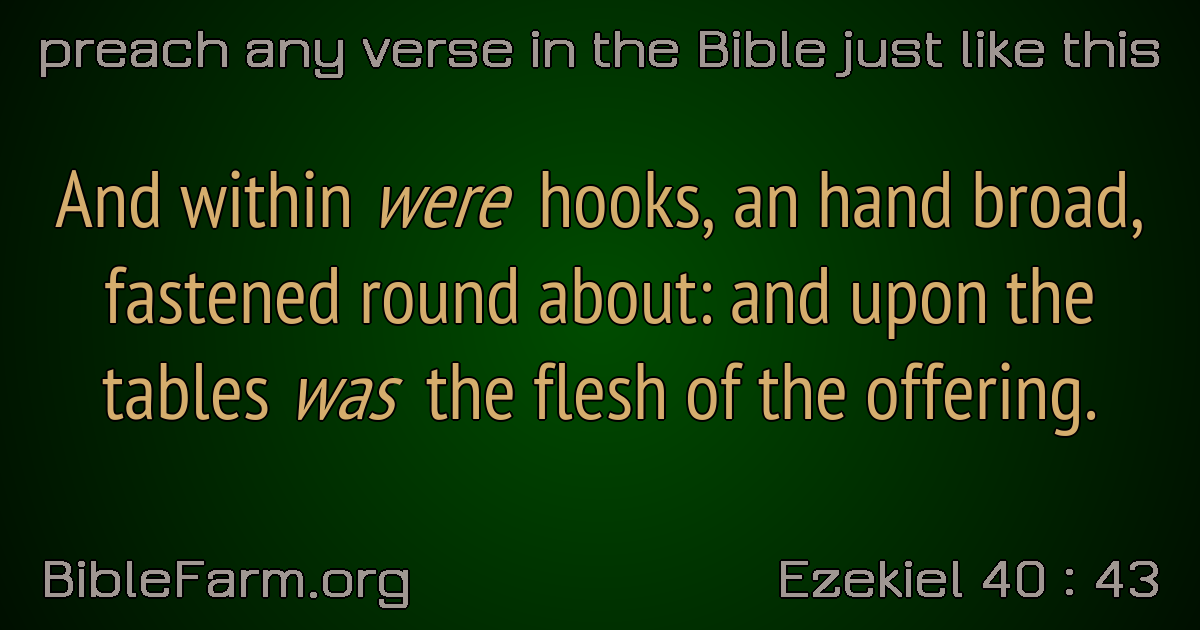 preach any verse in the Bible just like this
And within were hooks, an hand broad,
fastened round about: and upon the
tables was the flesh of the offering.
BibleFarm.org
Ezekiel 40 : 43